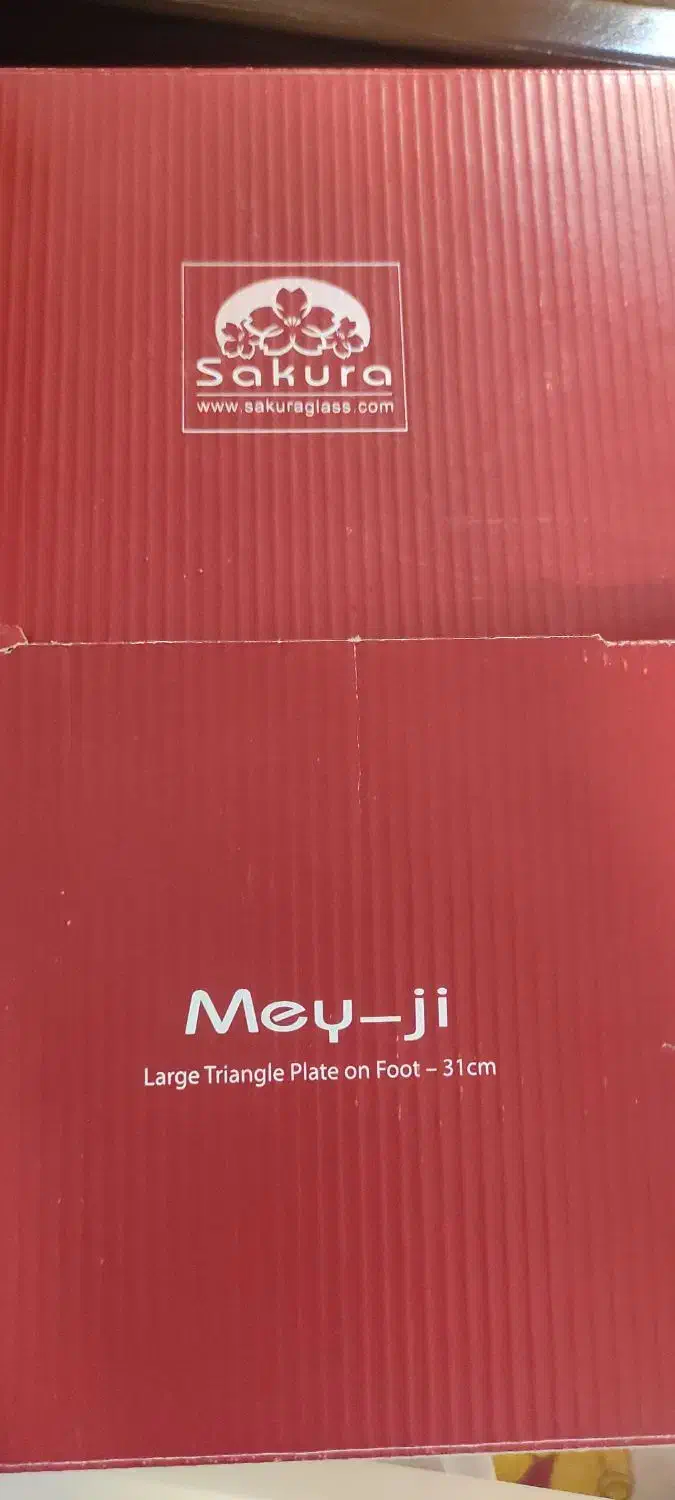 Sakura
www.sakuraglass.com
Mey-ji
Large Triangle Plate on Foot – 31cm